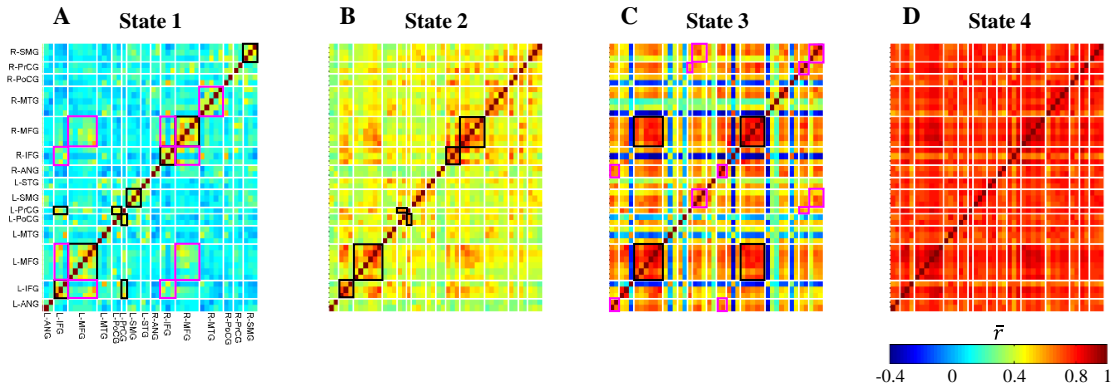 A State 1
B State 2
C State 3
D State 4
R-SMG
R-PrCG
R-PoCG
R-MTG
R-MFG
R-IFG
R-ANG
L-STG
L-SMG
L-PrCG
L-PoCG
L-MTG
L-MFG
L-IFG
L-ANG
L-ANG
L-IFG
L-MFG
L-MTG
L-PoCG
L-PrCG
L-SMG
L-STG
R-ANG
R-IFG
R-MFG
R-MTG
R-PoCG
R-PrCG
R-SMG
r̄
-0.4 0 0.4 1